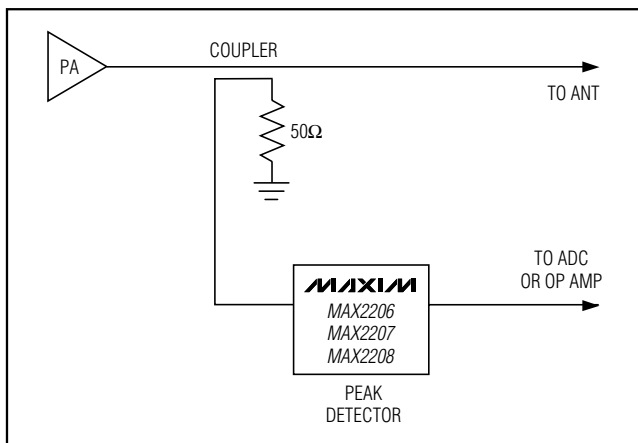 PA
COUPLER
TO ANT
50Ω
TO ADC
OR OP AMP
MAXIM
MAX2206
MAX2207
MAX2208
PEAK
DETECTOR